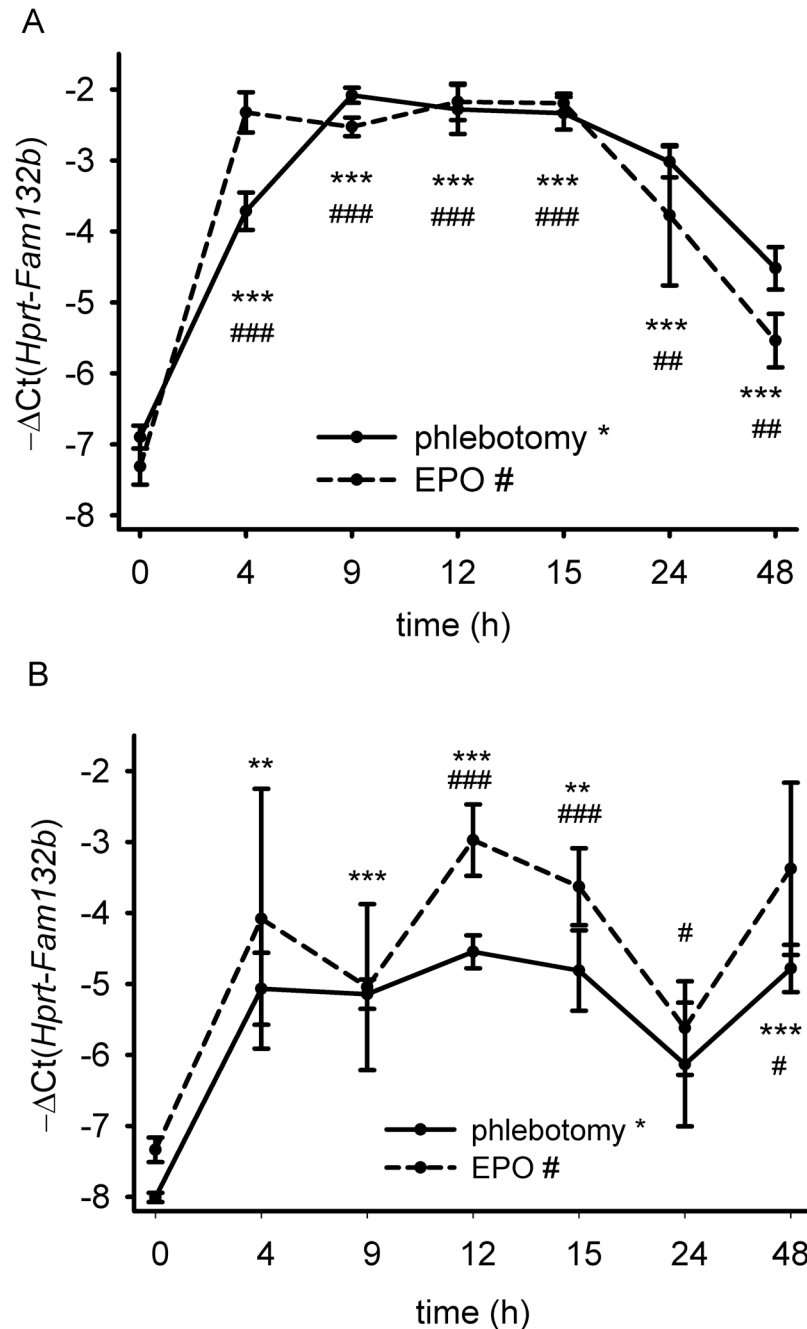 A
−ΔCt(Hprt-Fam132b)
-2
-3
-4
-5
-6
-7
-8
*** *** ***
### ### ###
***
###
***
##
***
##
phlebotomy *
EPO #
0 4 9 12 15 24 48
time (h)
B
−ΔCt(Hprt-Fam132b)
-2
-3
-4
-5
-6
-7
-8
**
***
***
###
**
###
#
***
#
phlebotomy *
EPO #
0 4 9 12 15 24 48
time (h)